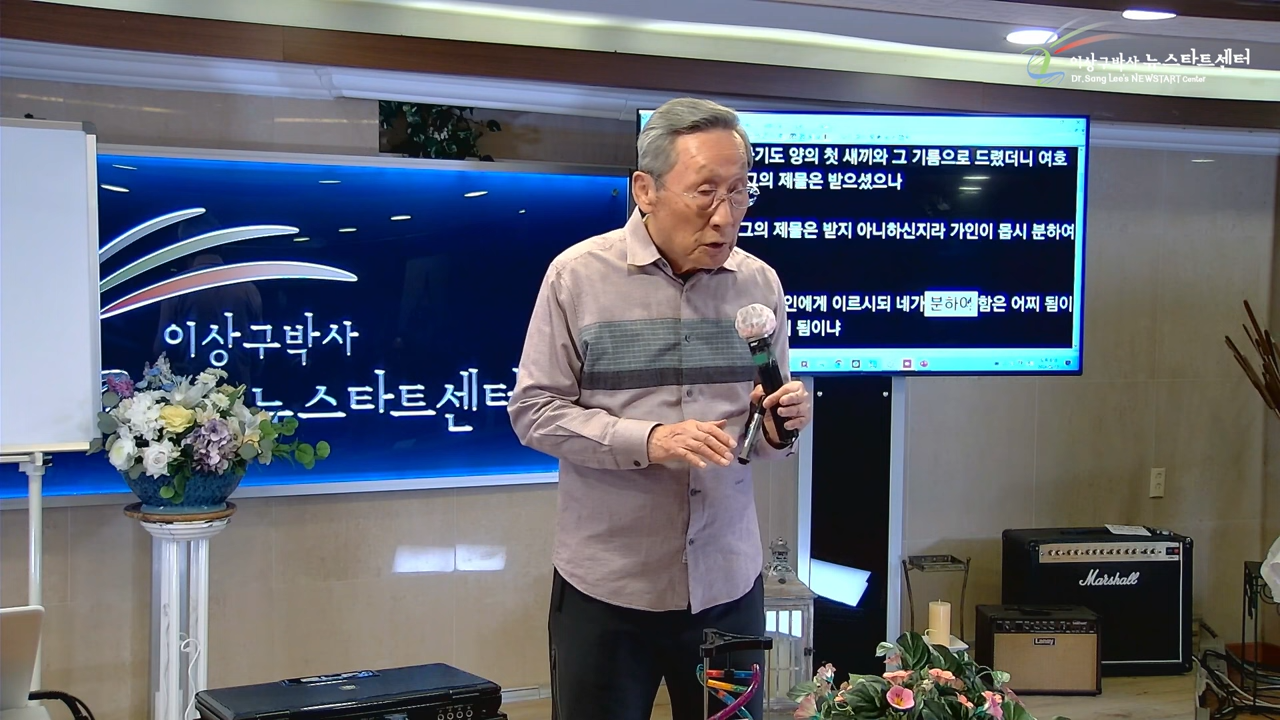 이상구박사 뉴스타트센터
Dr. Sang Lee's NEWSTART Center
기도 양의 첫 새끼와 그 기름으로 드렸더니 여호
그의 제물은 받으셨으나
그의 제물은 받지 아니하신지라 가인이 몹시 분하여
인에게 이르시되 네가 분하여 함은 어찌 됨이
됨이냐
이상구박사
뉴스타트센터
Marshall
Laney